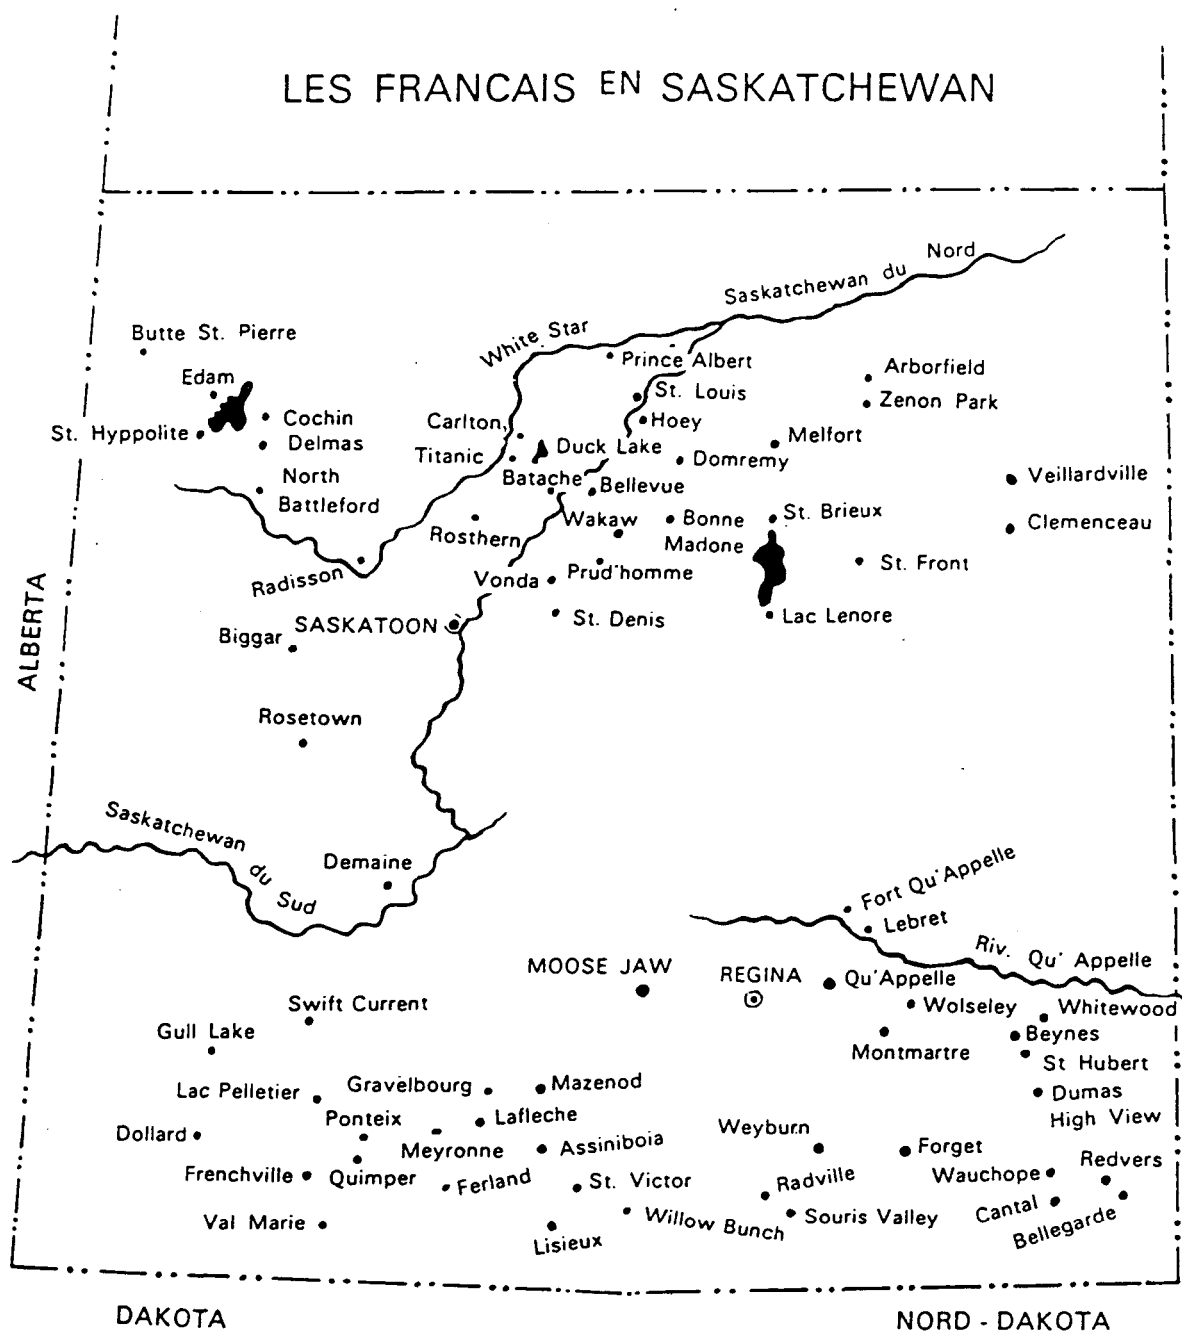 LES FRANCAIS EN SASKATCHEWAN
Nord
Saskatchewan du
White Star
Butte St. Pierre
Prince Albert
Arborfield
Edam
St. Louis
Zenon Park
Cochin
Carlton,
Hoey
St. Hyppolite
Delmas
Duck Lake
Melfort
Titanic
Domremy
North
Battleford
Batache
Bellevue
Veillardville
Wakaw
Bonne
Madone
St. Brieux
Clemenceau
Rosthern
Radisson
Vonda
Prud'homme
St. Front
ALBERTA
SASKATOON
St. Denis
Lac Lenore
Biggar
Rosetown
Saskatchewan
du
Sud
Demaine
Fort Qu'Appelle
Lebret
Riv. Qu' Appelle
MOOSE JAW
REGINA
Qu'Appelle
Swift Current
Wolseley
Whitewood
Gull Lake
Beynes
Montmartre
St Hubert
Lac Pelletier
Gravelbourg
Mazenod
Dumas
High View
Ponteix
Lafleche
Dollard
Meyronne
Assiniboia
Weyburn
Forget
Redvers
Frenchville
Quimper
Ferland
St. Victor
Radville
Wauchope
Val Marie
Willow Bunch
Souris Valley
Cantal
Bellegarde
Lisieux
DAKOTA
NORD - DAKOTA